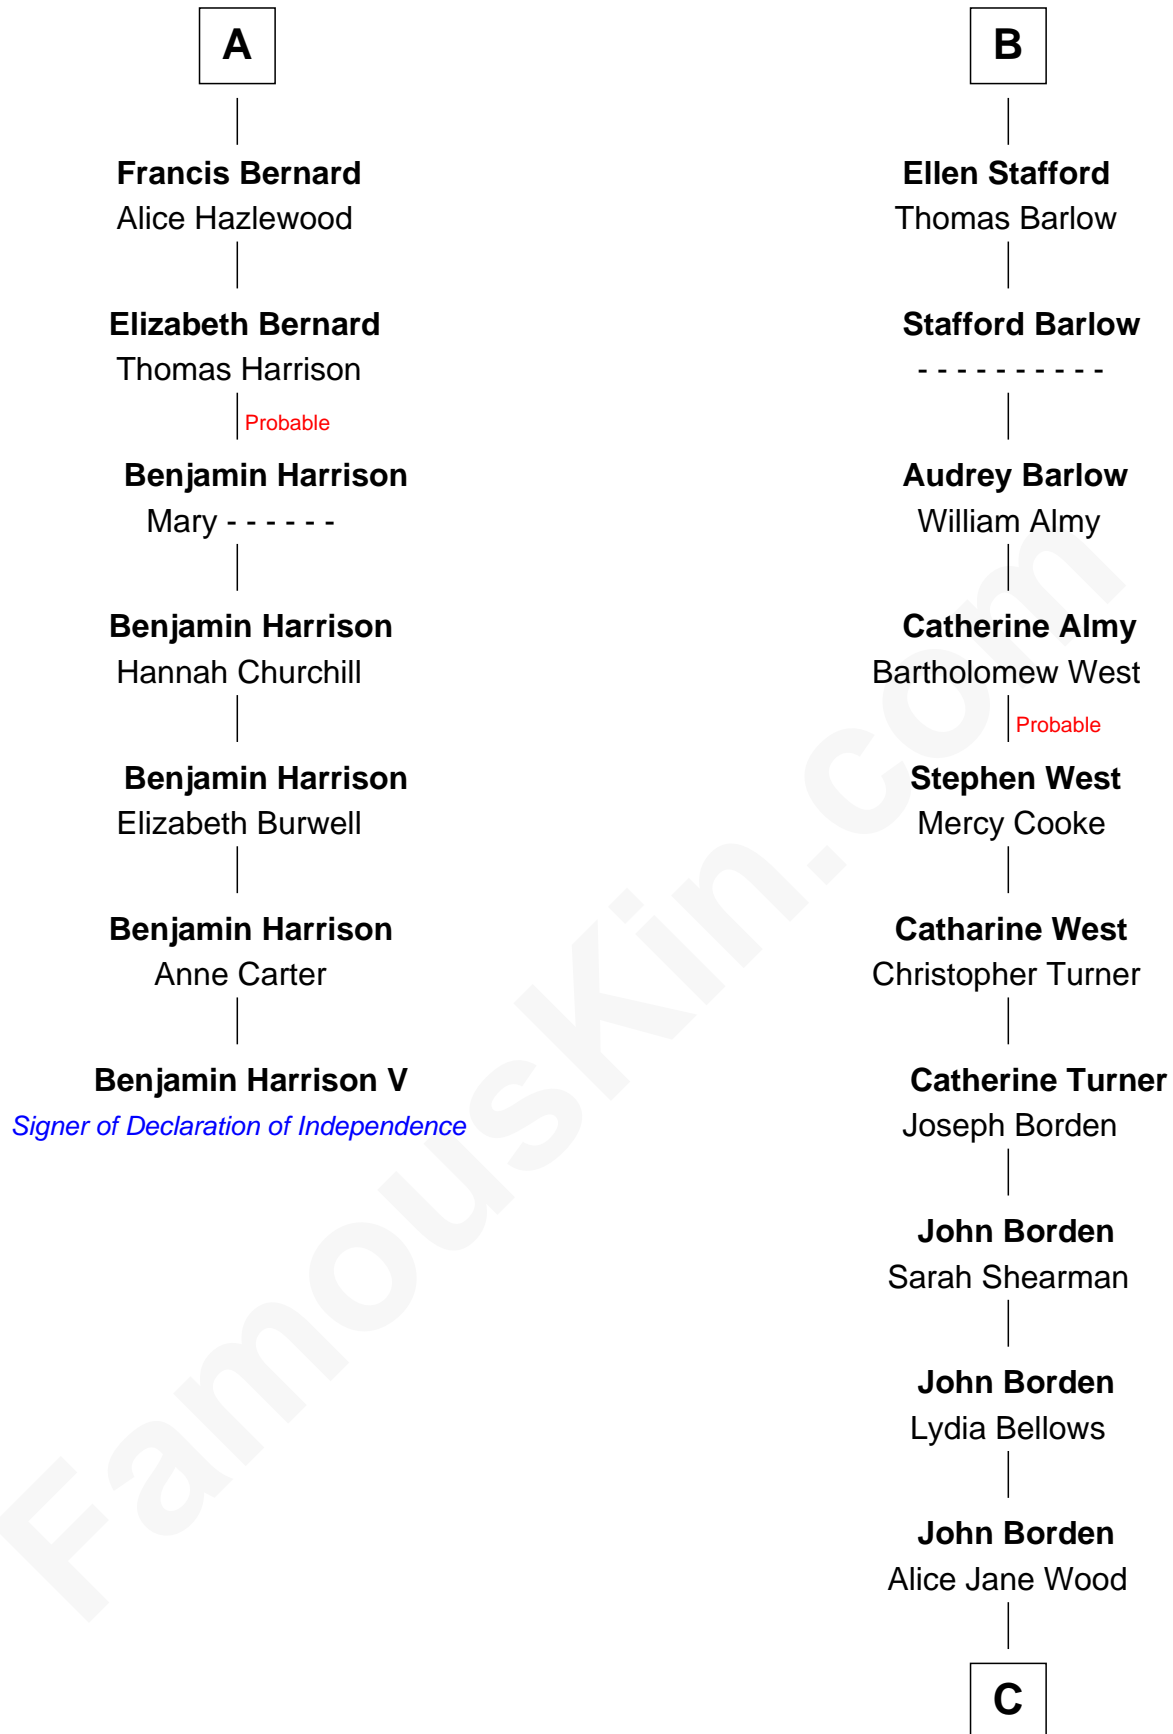 A
Francis Bernard
Alice Hazlewood
Elizabeth Bernard
Thomas Harrison
Probable
Benjamin Harrison
Mary - - - - - -
Benjamin Harrison
Hannah Churchill
Benjamin Harrison
Elizabeth Burwell
Benjamin Harrison
Anne Carter
Benjamin Harrison V
Signer of Declaration of Independence
B
Ellen Stafford
Thomas Barlow
Stafford Barlow
- - - - - - - - - -
Audrey Barlow
William Almy
Catherine Almy
Bartholomew West
Probable
Stephen West
Mercy Cooke
Catharine West
Christopher Turner
Catherine Turner
Joseph Borden
John Borden
Sarah Shearman
John Borden
Lydia Bellows
John Borden
Alice Jane Wood
C
FamousKin.com